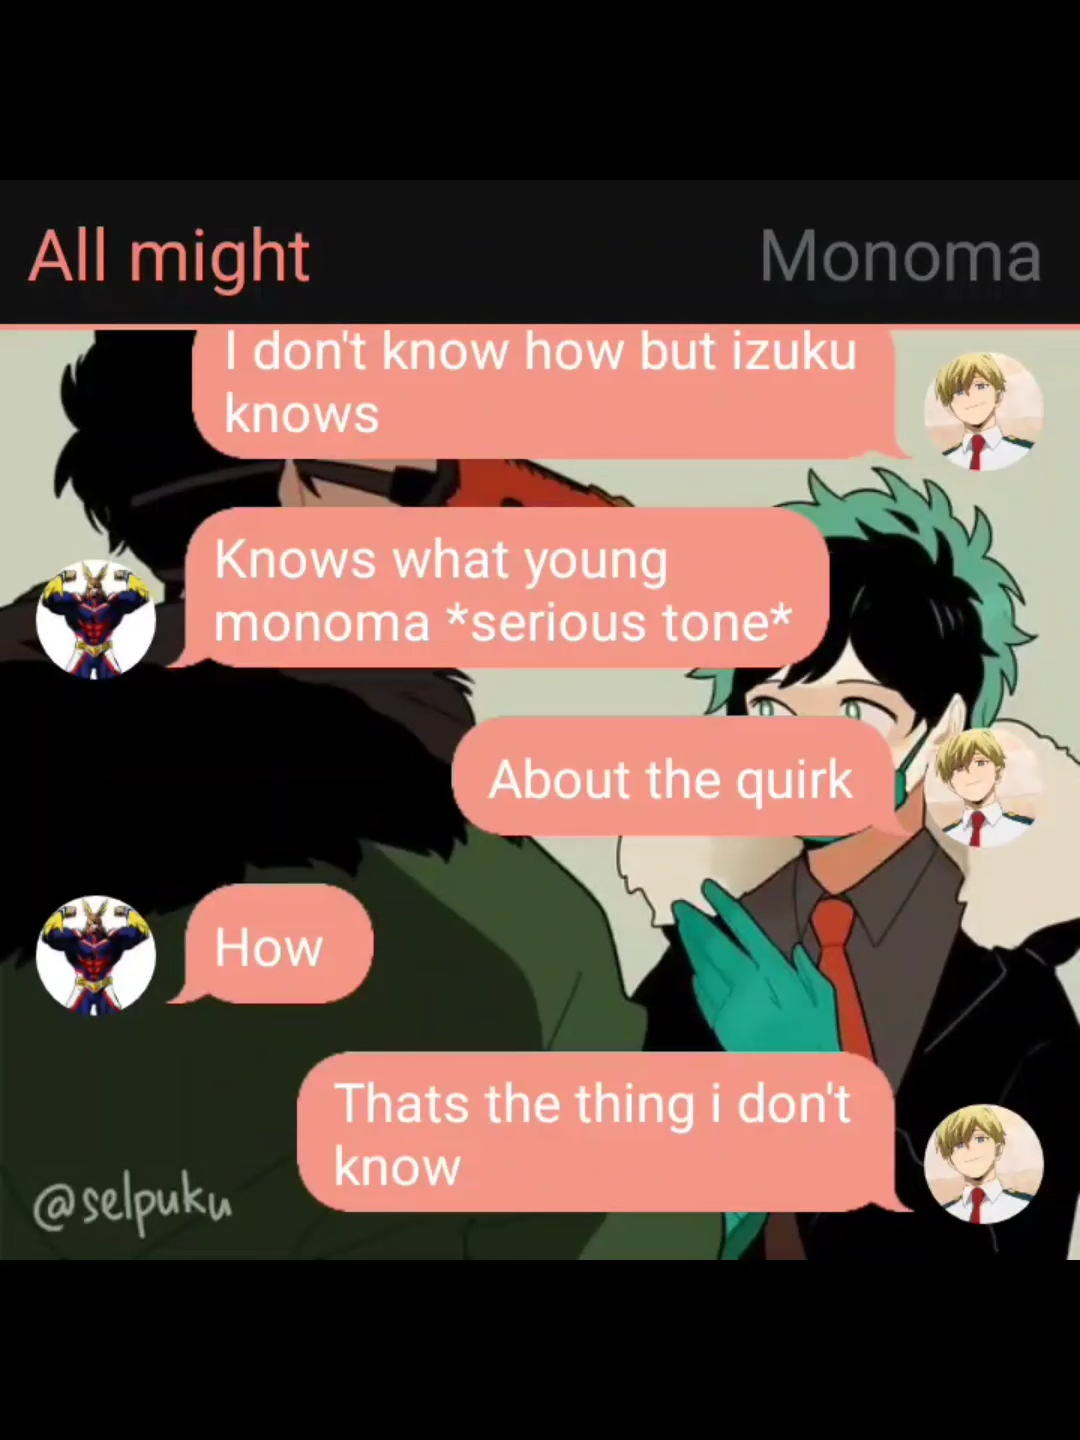 All might
Monoma
I don't know how but izuku
knows
Knows what young
monoma *serious tone*
About the quirk
How
Thats the thing i don't
know
@selpuku